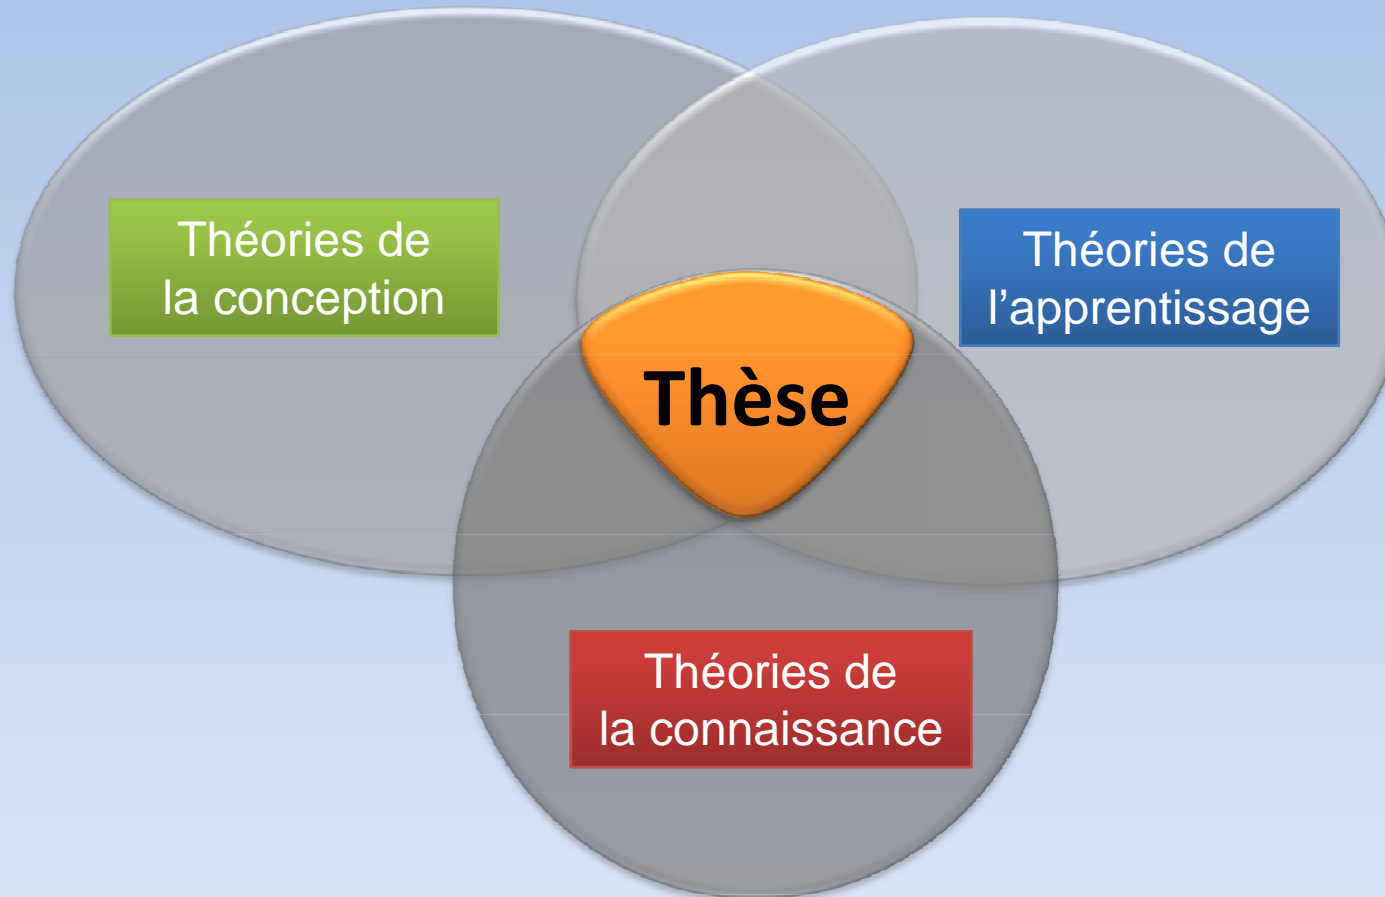 Théories de
la conception
Théories de
l’apprentissage
Thèse
Théories de
la connaissance